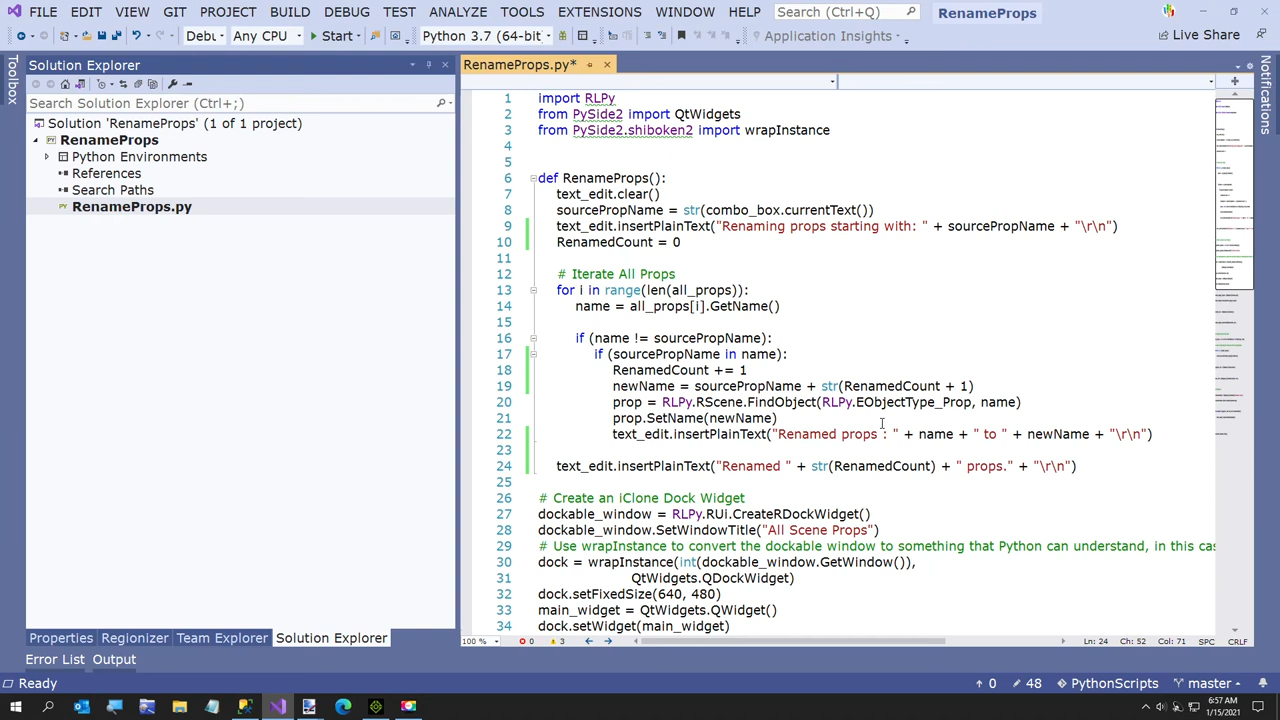 FILE EDIT VIEW GIT PROJECT BUILD DEBUG TEST ANALYZE TOOLS EXTENSIONS WINDOW HELP Search (Ctrl+Q) RenameProps
Debu Any CPU Start Python 3.7 (64-bit) Application Insights Live Share
Toolbox
Solution Explorer
Search Solution Explorer (Ctrl+;)
Solution 'RenameProps' (1 of 1 project)
RenameProps
Python Environments
References
Search Paths
RenameProps.py
Properties Regionizer Team Explorer Solution Explorer
RenameProps.py*
Notifications
1 import RLPy
2 from PySide2 import QtWidgets
3 from PySide2.shiboken2 import wrapInstance
4
5
6 def RenameProps():
7 text_edit.clear()
8 sourcePropName = str(combo_box.currentText())
9 text_edit.insertPlainText("Renaming props starting with: " + sourcePropName + "\r\n")
10 RenamedCount = 0
11
12 # Iterate All Props
13 for i in range(len(all_props)):
14 name = all_props[i].GetName()
15
16 if (name != sourcePropName):
17 if (sourcePropName in name):
18 RenamedCount += 1
19 newName = sourcePropName + str(RenamedCount + 1)
20 prop = RLPy.RScene.FindObject(RLPy.EObjectType_Prop, name)
21 prop.SetName(newName)
22 text_edit.insertPlainText("Renamed props : " + name + " to " + newName + "\r\n")
23
24 text_edit.insertPlainText("Renamed " + str(RenamedCount) + " props." + "\r\n")
25
26 # Create an iClone Dock Widget
27 dockable_window = RLPy.RUi.CreateRDockWidget()
28 dockable_window.SetWindowTitle("All Scene Props")
29 # Use wrapInstance to convert the dockable window to something that Python can understand, in this cas
30 dock = wrapInstance(int(dockable_window.GetWindow()),
31 QtWidgets.QDockWidget)
32 dock.setFixedSize(640, 480)
33 main_widget = QtWidgets.QWidget()
34 dock.setWidget(main_widget)
100 % 0 3 Ln: 24 Ch: 52 Col: 71 SPC CRLF
Error List Output
Ready 0 48 PythonScripts master
6:57 AM
1/15/2021